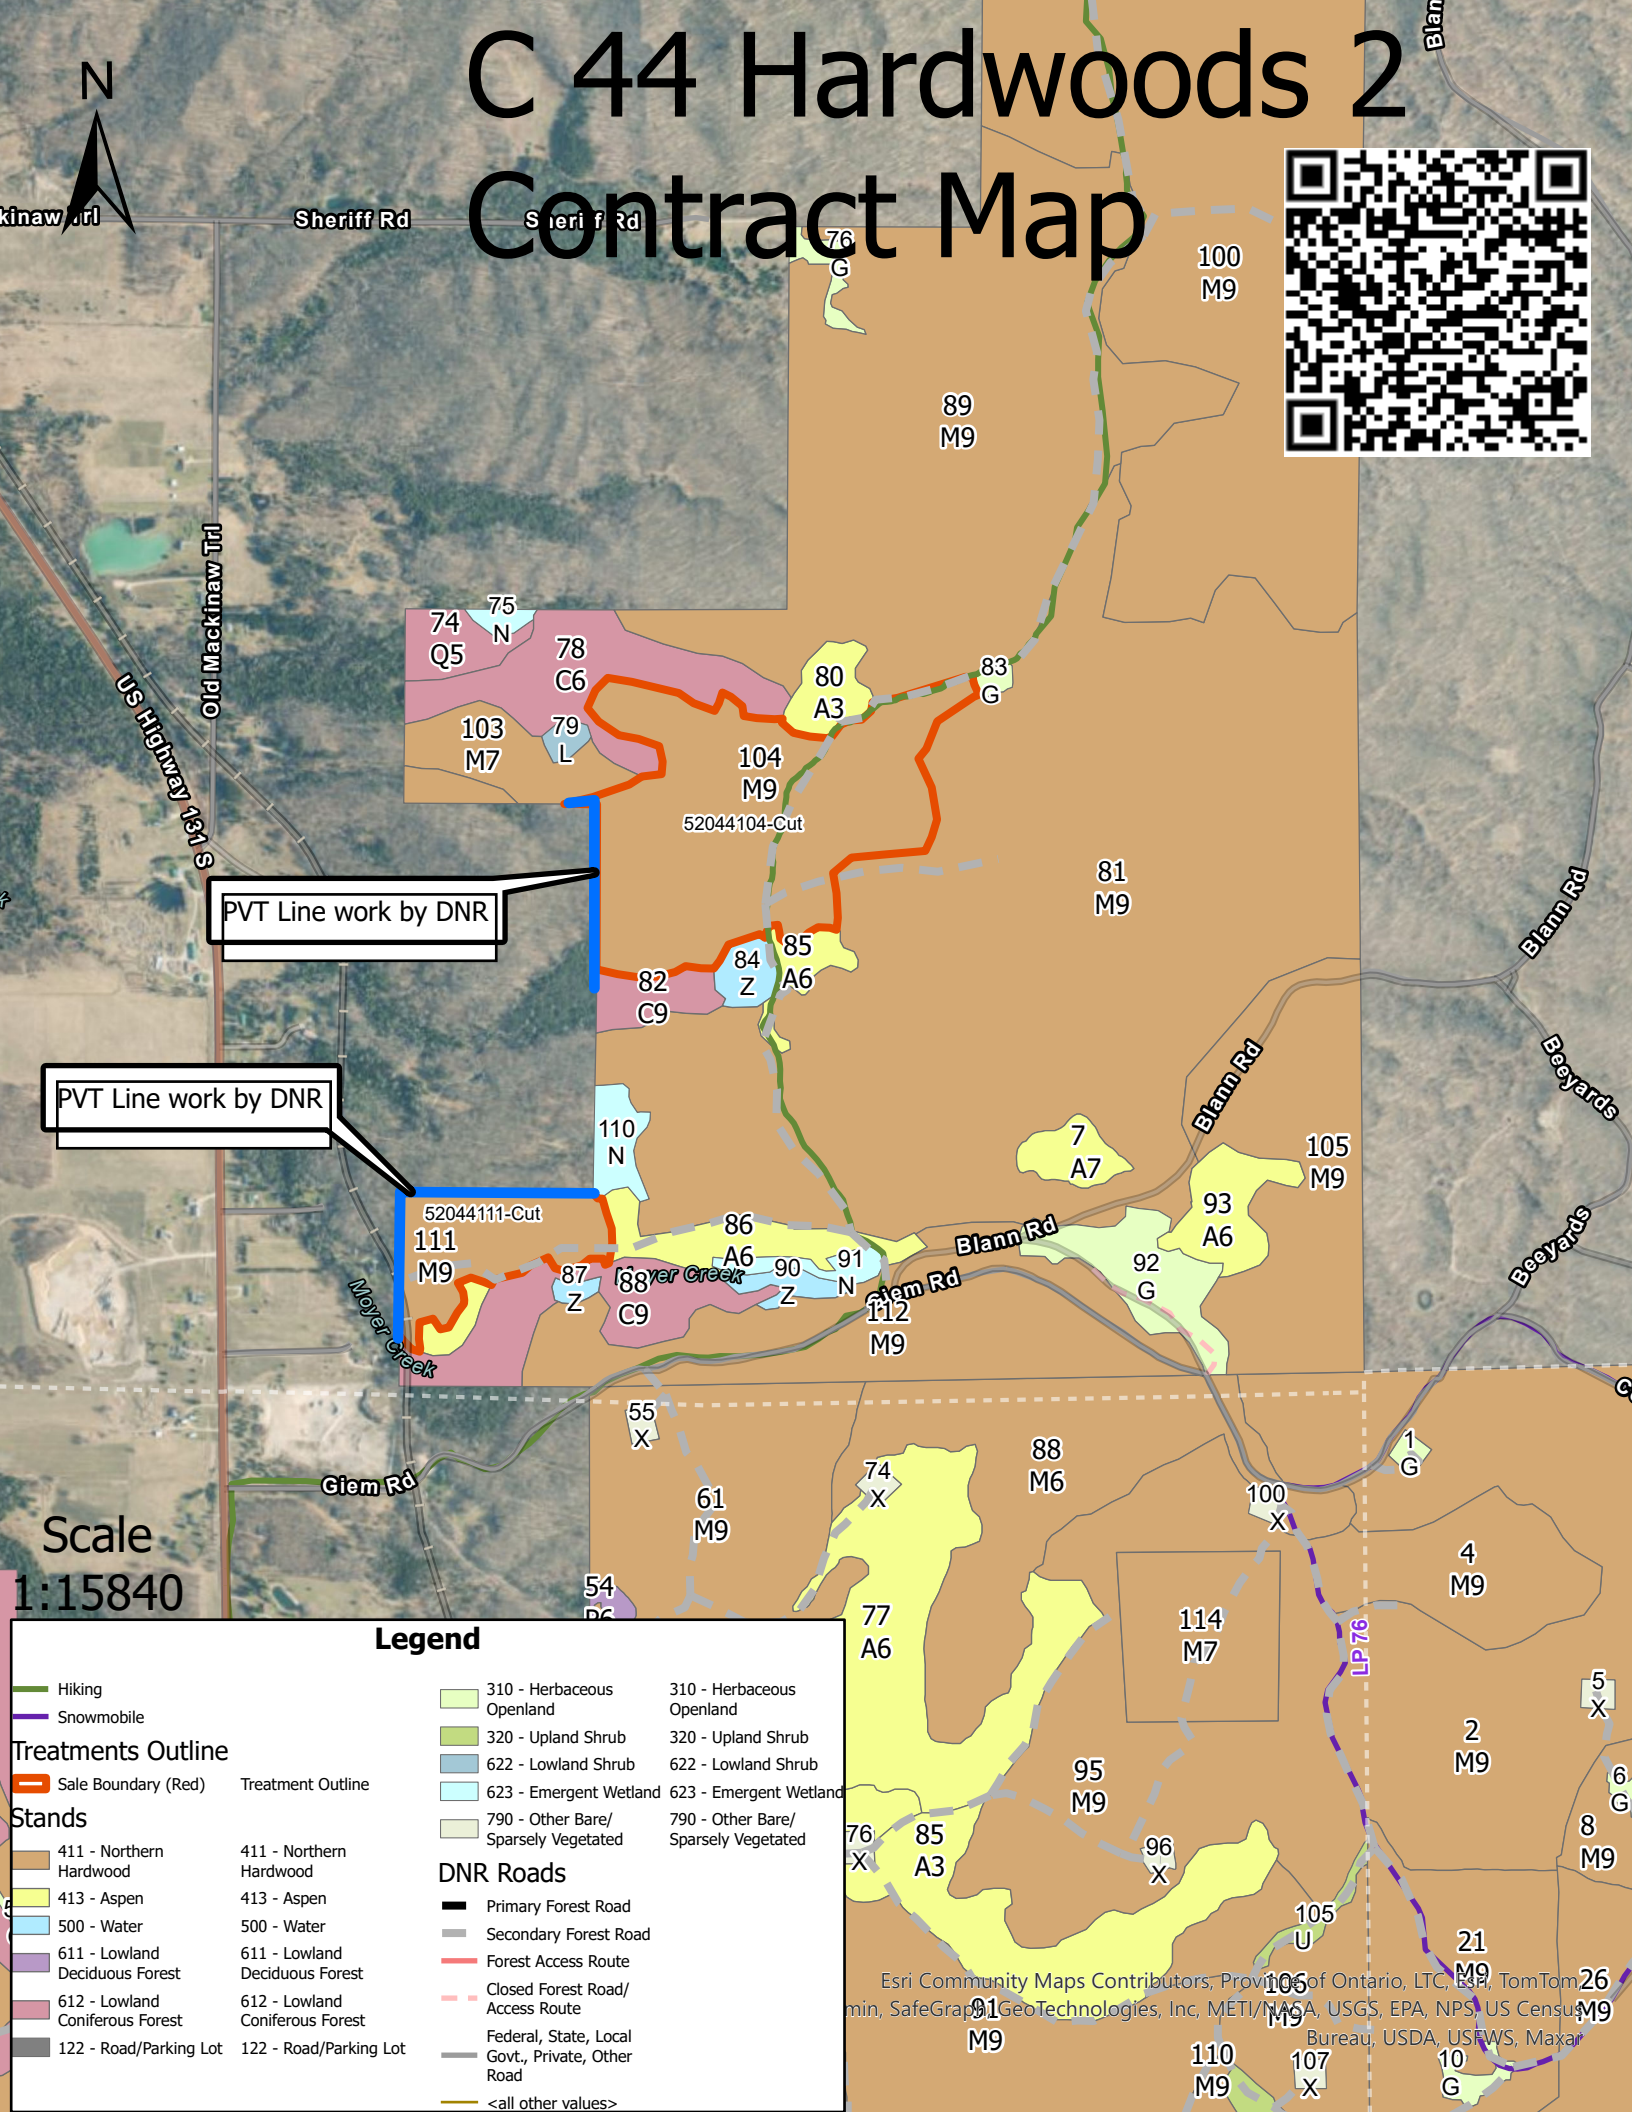 C 44 Hardwoods 2
Contract Map
N
Blan
kinaw Trl
Sheriff Rd
Sheriff Rd
76
G
100
M9
89
M9
Old Mackinaw Trl
US Highway 131 S
74
Q5
75
N
78
C6
80
A3
83
G
103
M7
79
L
104
M9
52044104-Cut
81
M9
Blann Rd
PVT Line work by DNR
82
C9
84
Z
85
A6
Blann Rd
Beeyards
PVT Line work by DNR
110
N
7
A7
105
M9
52044111-Cut
111
M9
86
A6
93
A6
Blann Rd
Beeyards
87
Z
88
C9
Moyer Creek
90
Z
91
N
92
G
Giem Rd
112
M9
Moyer Creek
55
X
Giem Rd
61
M9
74
X
88
M6
1
G
100
X
4
M9
Scale
1:15840
54
P6
77
A6
114
M7
LP 76
5
X
2
M9
95
M9
6
G
8
M9
76
X
85
A3
96
X
105
U
21
M9
26
M9
106
M9
91
M9
110
M9
107
X
10
G
Legend
Hiking
Snowmobile
Treatments Outline
Sale Boundary (Red)
Treatment Outline
Stands
411 - Northern
Hardwood
411 - Northern
Hardwood
413 - Aspen
413 - Aspen
500 - Water
500 - Water
611 - Lowland
Deciduous Forest
611 - Lowland
Deciduous Forest
612 - Lowland
Coniferous Forest
612 - Lowland
Coniferous Forest
122 - Road/Parking Lot
122 - Road/Parking Lot
310 - Herbaceous
Openland
310 - Herbaceous
Openland
320 - Upland Shrub
320 - Upland Shrub
622 - Lowland Shrub
622 - Lowland Shrub
623 - Emergent Wetland
623 - Emergent Wetland
790 - Other Bare/
Sparsely Vegetated
790 - Other Bare/
Sparsely Vegetated
DNR Roads
Primary Forest Road
Secondary Forest Road
Forest Access Route
Closed Forest Road/
Access Route
Federal, State, Local
Govt., Private, Other
Road
<all other values>
Esri Community Maps Contributors, Province of Ontario, LTC, Esri, TomTom,
min, SafeGraph, GeoTechnologies, Inc, METI/NASA, USGS, EPA, NPS, US Census
Bureau, USDA, USFWS, Maxar